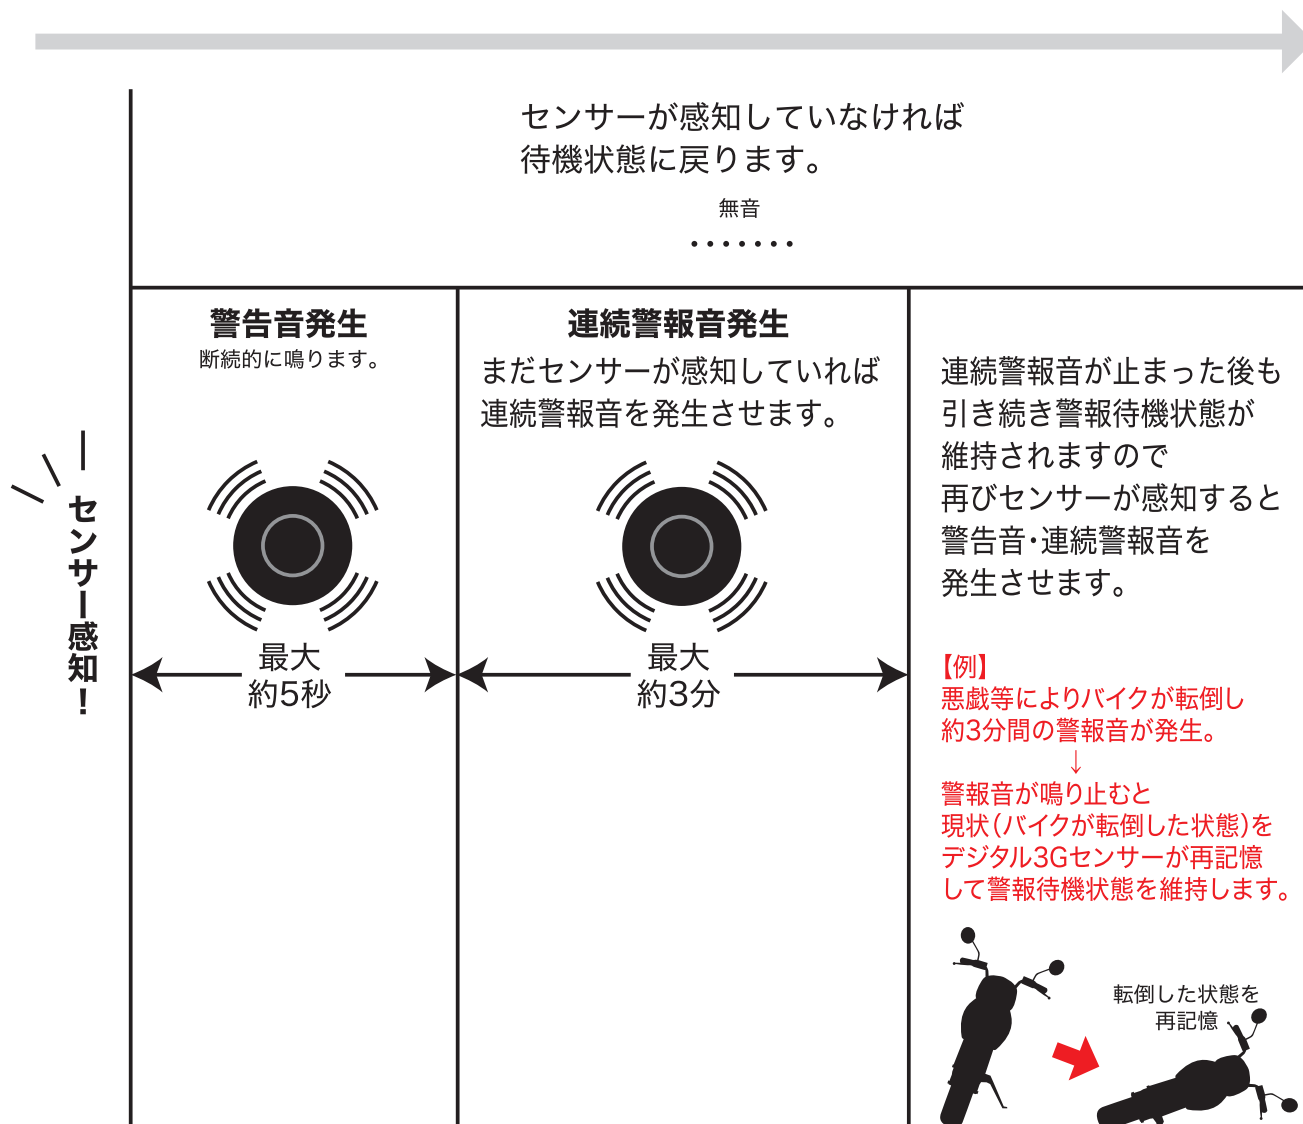 センサーが感知していなければ
待機状態に戻ります。
無音
・・・・・・・
センサー感知！
警告音発生
断続的に鳴ります。
最大
約5秒
連続警報音発生
まだセンサーが感知していれば
連続警報音を発生させます。
最大
約3分
連続警報音が止まった後も
引き続き警報待機状態が
維持されますので
再びセンサーが感知すると
警告音・連続警報音を
発生させます。
【例】
悪戯等によりバイクが転倒し
約3分間の警報音が発生。
↓
警報音が鳴り止むと
現状（バイクが転倒した状態）を
デジタル3Gセンサーが再記憶
して警報待機状態を維持します。
転倒した状態を
再記憶